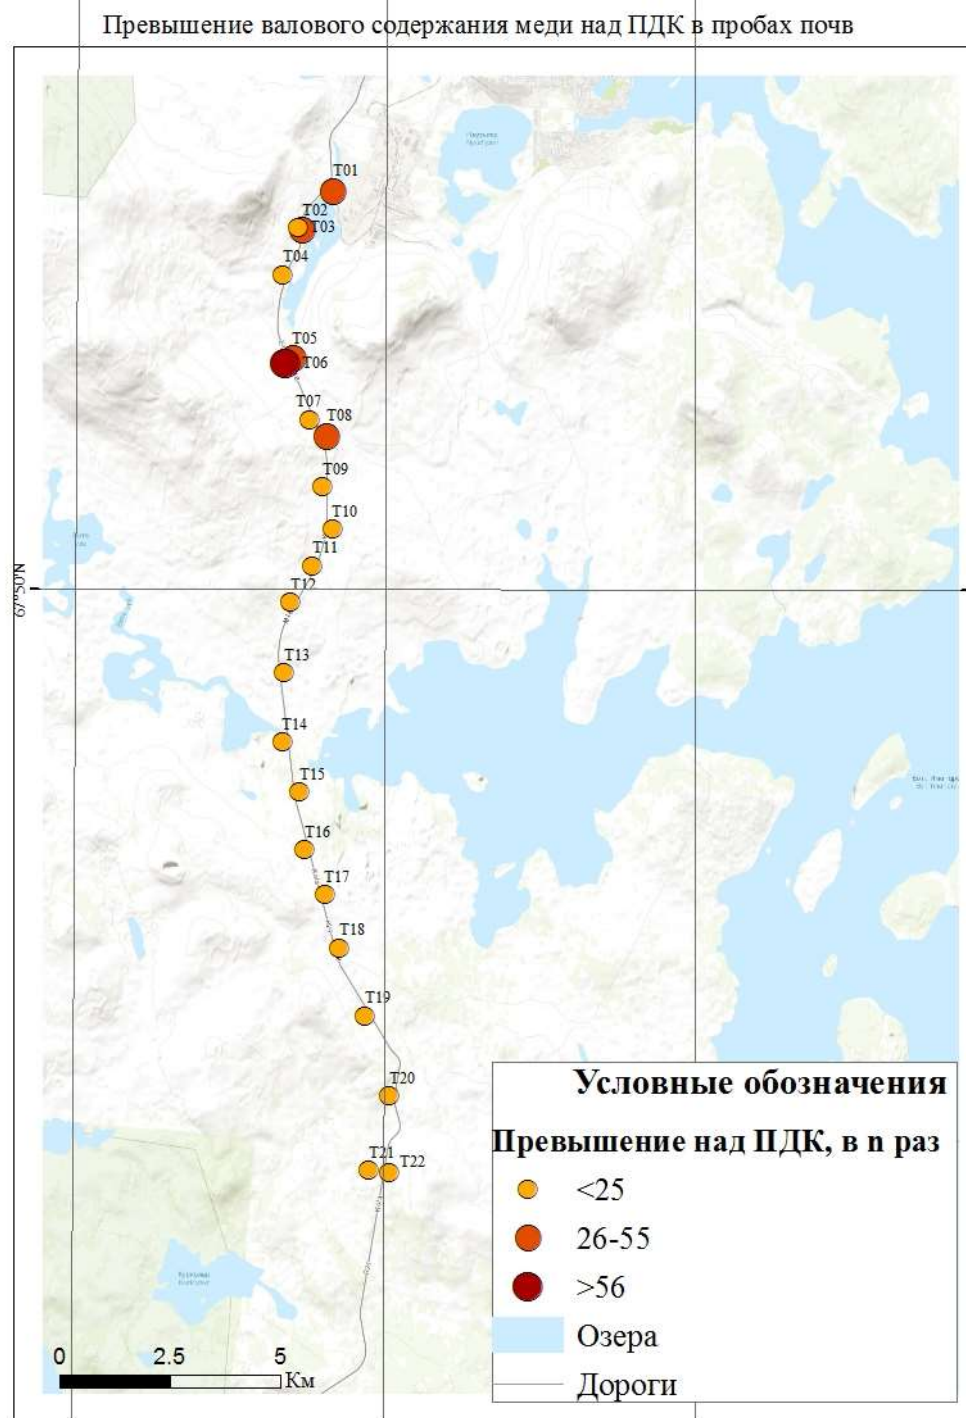 Превышение валового содержания меди над ПДК в пробах почв
T01
T02
T03
T04
T05
T06
T07
T08
T09
T10
T11
T12
67°50'N
T13
T14
T15
T16
T17
T18
T19
T20
T21
T22
Условные обозначения
Превышение над ПДК, в n раз
<25
26-55
>56
Озера
Дороги
0 2.5 5
Км